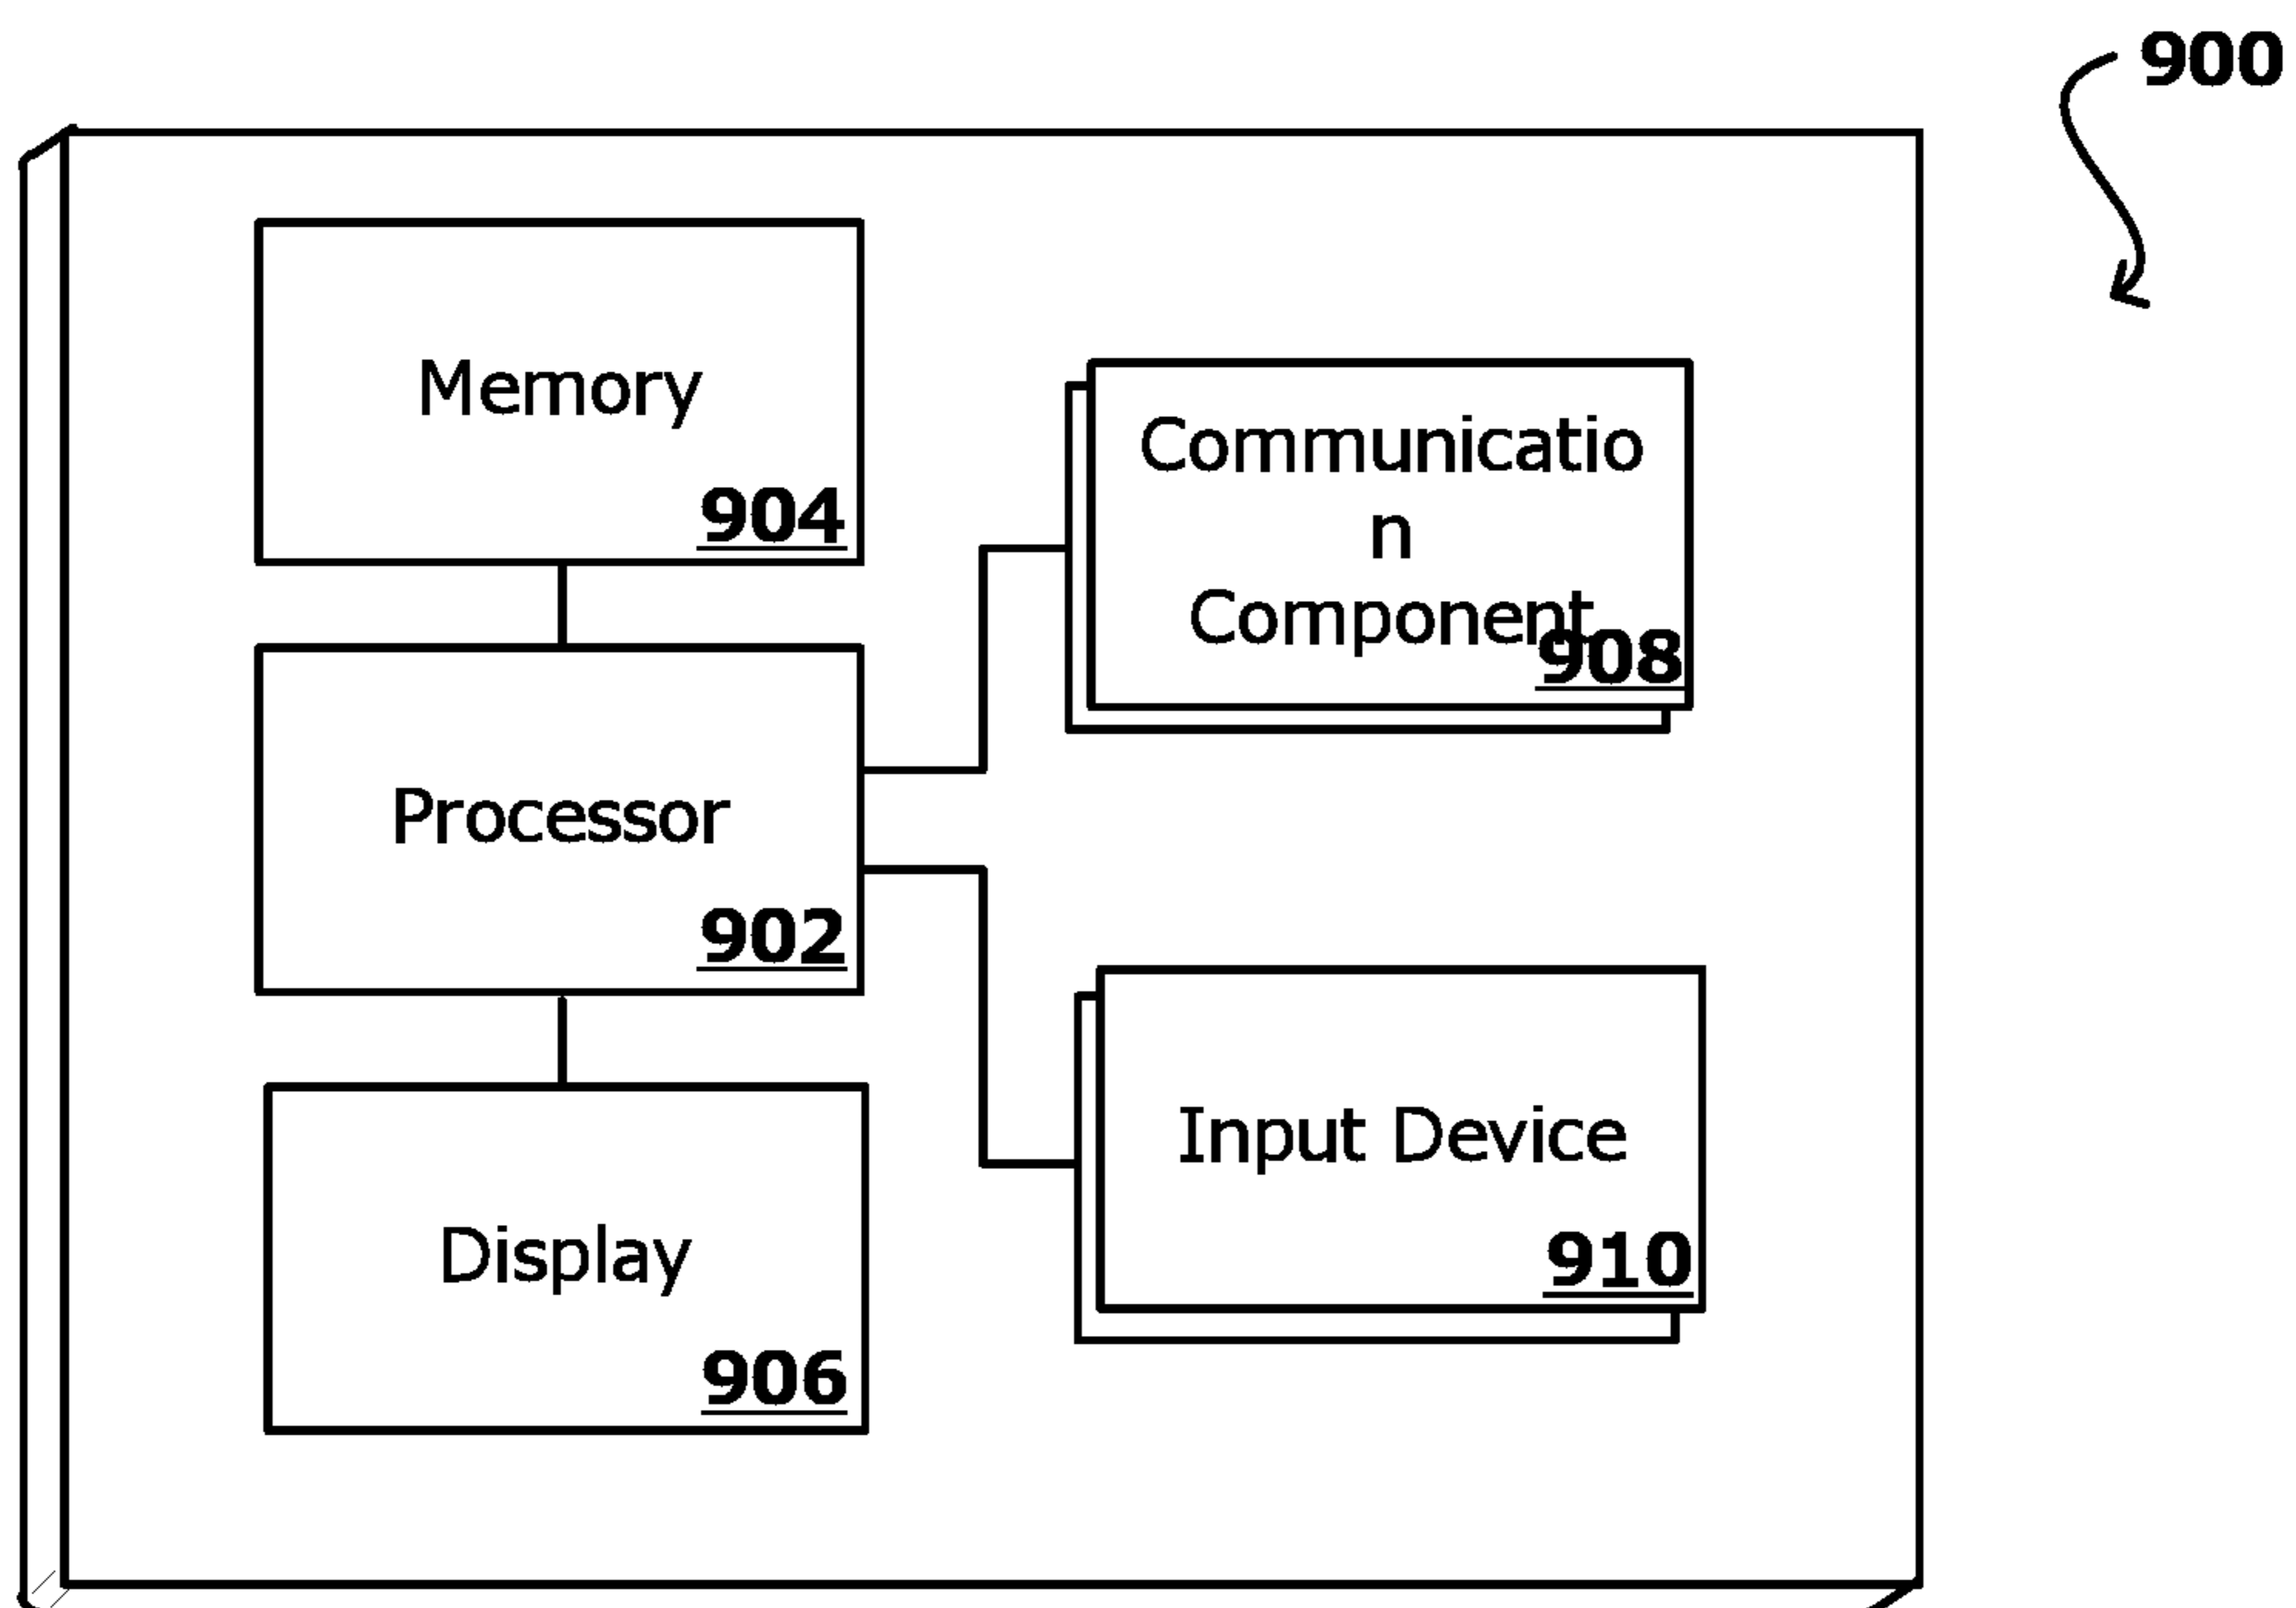 900
Memory
904
Communicatio
n
Component
908
Processor
902
Input Device
910
Display
906